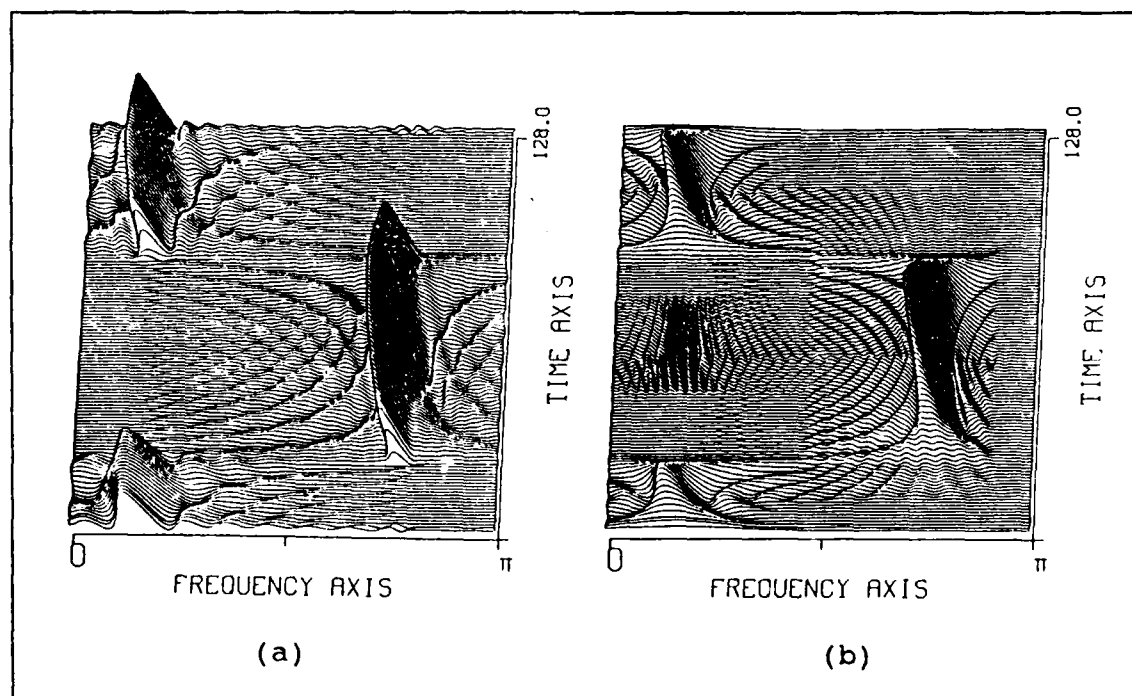 128.0
TIME AXIS
0
π
FREQUENCY AXIS
(a)
128.0
TIME AXIS
0
π
FREQUENCY AXIS
(b)